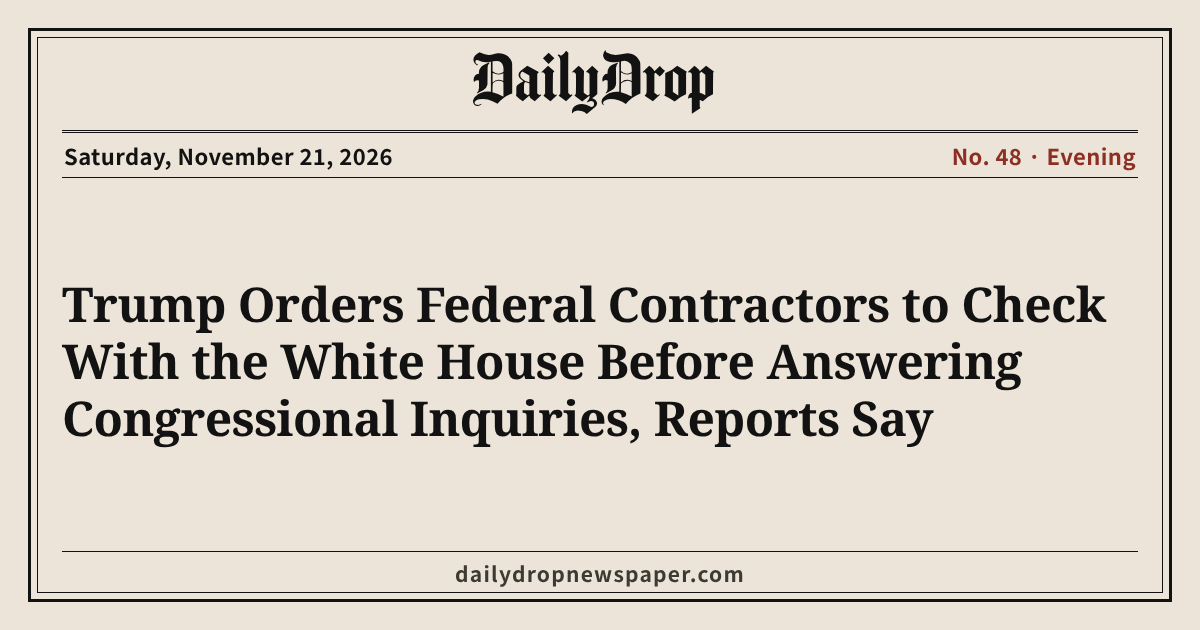 DailyDrop
Saturday, November 21, 2026
No. 48 · Evening
Trump Orders Federal Contractors to Check
With the White House Before Answering
Congressional Inquiries, Reports Say
dailydropnewspaper.com